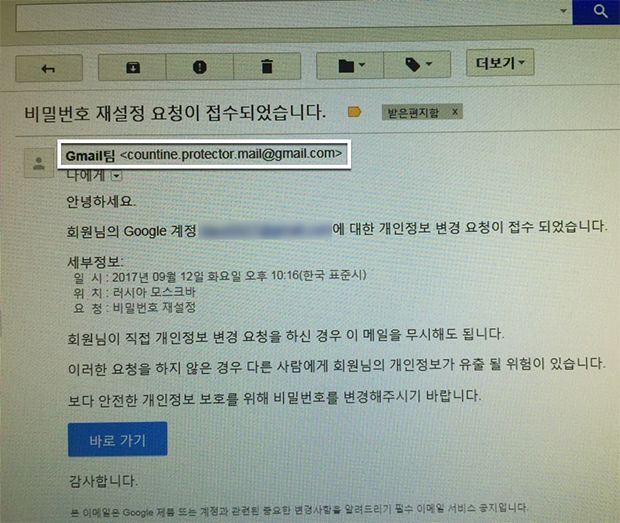 더보기
비밀번호 재설정 요청이 접수되었습니다.
받은편지함 x
Gmail팀 <countine.protector.mail@gmail.com>
나에게
안녕하세요.
회원님의 Google 계정 에 대한 개인정보 변경 요청이 접수 되었습니다.
세부정보:
일 시 : 2017년 09월 12일 화요일 오후 10:16(한국 표준시)
위 치 : 러시아 모스크바
요 청 : 비밀번호 재설정
회원님이 직접 개인정보 변경 요청을 하신 경우 이 메일을 무시해도 됩니다.
이러한 요청을 하지 않은 경우 다른 사람에게 회원님의 개인정보가 유출 될 위험이 있습니다.
보다 안전한 개인정보 보호를 위해 비밀번호를 변경해주시기 바랍니다.
바로 가기
감사합니다.
본 이메일은 Google 제품 또는 계정과 관련된 중요한 변경사항을 알려드리기 필수 이메일 서비스 공지입니다.